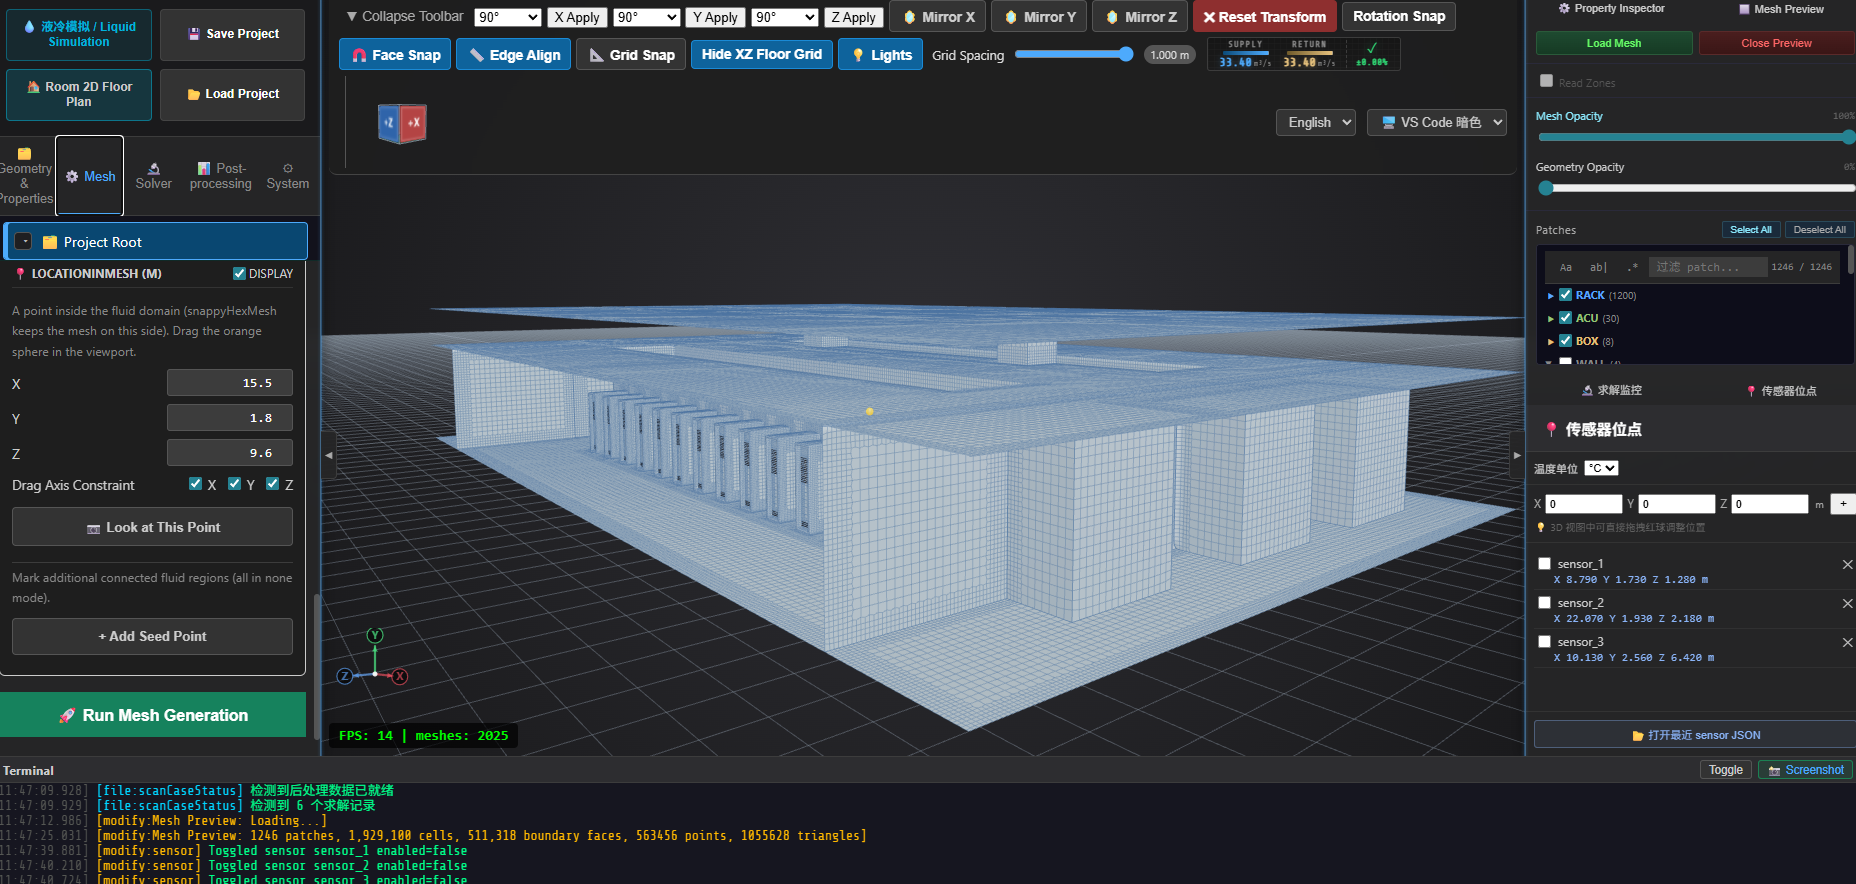 液冷模拟 / Liquid Simulation
Save Project
Room 2D Floor Plan
Load Project
Geometry & Properties
Mesh
Solver
Post-processing
System
Project Root
LOCATIONINMESH (M)
DISPLAY
A point inside the fluid domain (snappyHexMesh
keeps the mesh on this side). Drag the orange
sphere in the viewport.
X 15.5
Y 1.8
Z 9.6
Drag Axis Constraint X Y Z
Look at This Point
Mark additional connected fluid regions (all in none
mode).
+ Add Seed Point
Run Mesh Generation
▼ Collapse Toolbar 90° X Apply 90° Y Apply 90° Z Apply Mirror X Mirror Y Mirror Z Reset Transform Rotation Snap
Face Snap Edge Align Grid Snap Hide XZ Floor Grid Lights Grid Spacing 1.000 m
SUPPLY RETURN ✓
33.40 m³/s 33.40 m³/s ±0.00%
+Z +X
English VS Code 暗色
Y
Z X
FPS: 14 | meshes: 2025
Property Inspector Mesh Preview
Load Mesh Close Preview
Read Zones
Mesh Opacity 100%
Geometry Opacity 0%
Patches Select All Deselect All
Aa ab| .* 过滤 patch... 1246 / 1246
RACK (1200)
ACU (30)
BOX (8)
WALL (4)
求解监控 传感器位点
传感器位点
温度单位 °C
X 0 Y 0 Z 0 m +
3D 视图中可直接拖拽红球调整位置
sensor_1
X 8.790 Y 1.730 Z 1.280 m
sensor_2
X 22.070 Y 1.930 Z 2.180 m
sensor_3
X 10.130 Y 2.560 Z 6.420 m
打开最近 sensor JSON
Terminal Toggle Screenshot
11:47:09.928] [file:scanCaseStatus] 检测到后处理数据已就绪
11:47:09.929] [file:scanCaseStatus] 检测到 6 个求解记录
11:47:12.986] [modify:Mesh Preview: Loading...]
11:47:25.031] [modify:Mesh Preview: 1246 patches, 1,929,100 cells, 511,318 boundary faces, 563456 points, 1055628 triangles]
11:47:39.881] [modify:sensor] Toggled sensor sensor_1 enabled=false
11:47:40.210] [modify:sensor] Toggled sensor sensor_2 enabled=false
11:47:40.724] [modify:sensor] Toggled sensor sensor_3 enabled=false